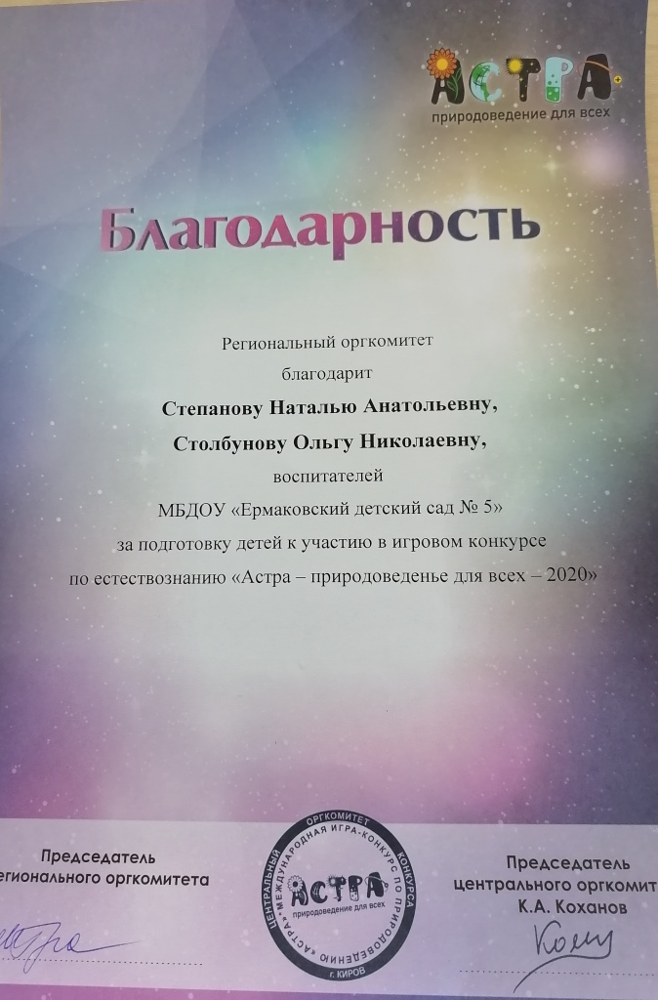 АСТРА
природоведение для всех
Благодарность
Региональный оргкомитет
благодарит
Степанову Наталью Анатольевну,
Столбунову Ольгу Николаевну,
воспитателей
МБДОУ «Ермаковский детский сад № 5»
за подготовку детей к участию в игровом конкурсе
по естествознанию «Астра – природоведенье для всех – 2020»
Председатель
егионального оргкомитета
ЦЕНТРАЛЬНЫЙ ОРГКОМИТЕТ КОНКУРСА
МЕЖДУНАРОДНАЯ ИГРА-КОНКУРС ПО ПРИРОДОВЕДЕНИЮ «АСТРА»
АСТРА
природоведение для всех
г. КИРОВ
Председатель
центрального оргкомит
К.А. Коханов